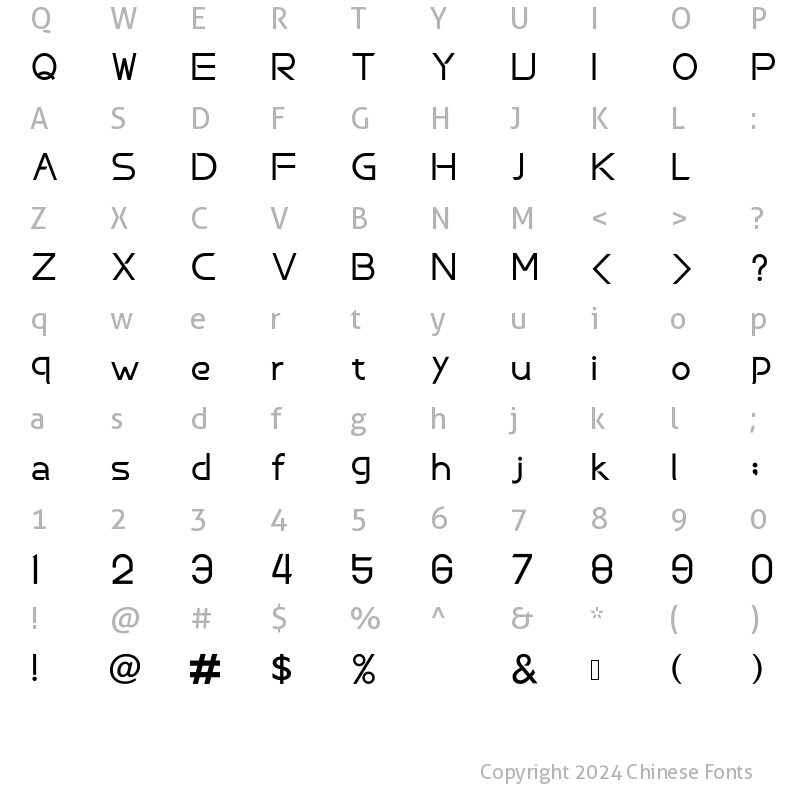 Q W E R T Y U I O P
Q W E R T Y U I O P
A S D F G H J K L :
A S D F G H J K L
Z X C V B N M < > ?
Z X C V B N M < > ?
q w e r t y u i o p
q w e r t y u i o p
a s d f g h j k l ;
a s d f g h j k l ;
1 2 3 4 5 6 7 8 9 0
1 2 3 4 5 6 7 8 9 0
! @ # $ % ^ & * ( )
! @ # $ % & ( )
Copyright 2024 Chinese Fonts